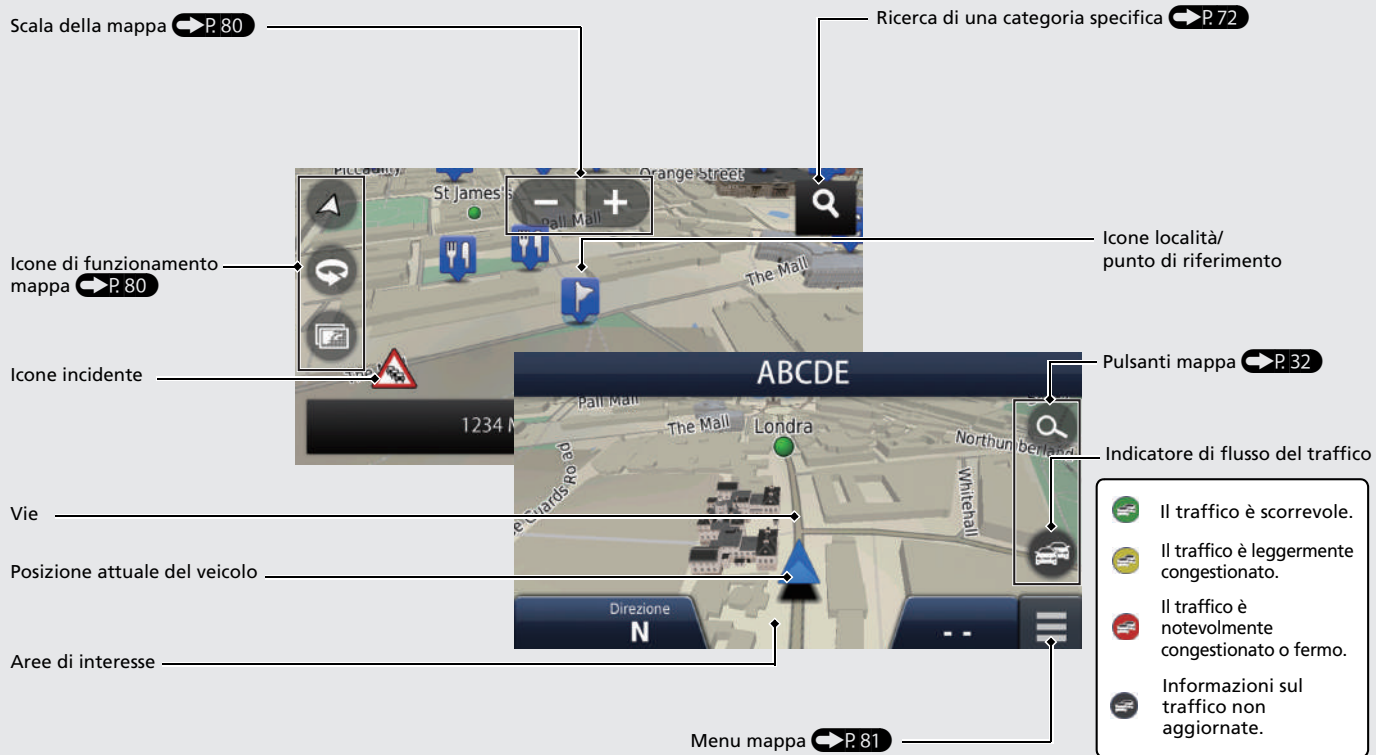 Scala della mappa P. 80
Ricerca di una categoria specifica P. 72
Orange Street
St James's
Pall Mall
The Mall
Icone di funzionamento
mappa P. 80
Icone località/
punto di riferimento
Icone incidente
1234
Pulsanti mappa P. 32
ABCDE
Pall Mall
The Mall
Londra
Northumberland
Whitehall
Guards Road
Indicatore di flusso del traffico
Il traffico è scorrevole.
Il traffico è leggermente
congestionato.
Il traffico è
notevolmente
congestionato o fermo.
Informazioni sul
traffico non
aggiornate.
Vie
Posizione attuale del veicolo
Direzione
N
- -
Aree di interesse
Menu mappa P. 81